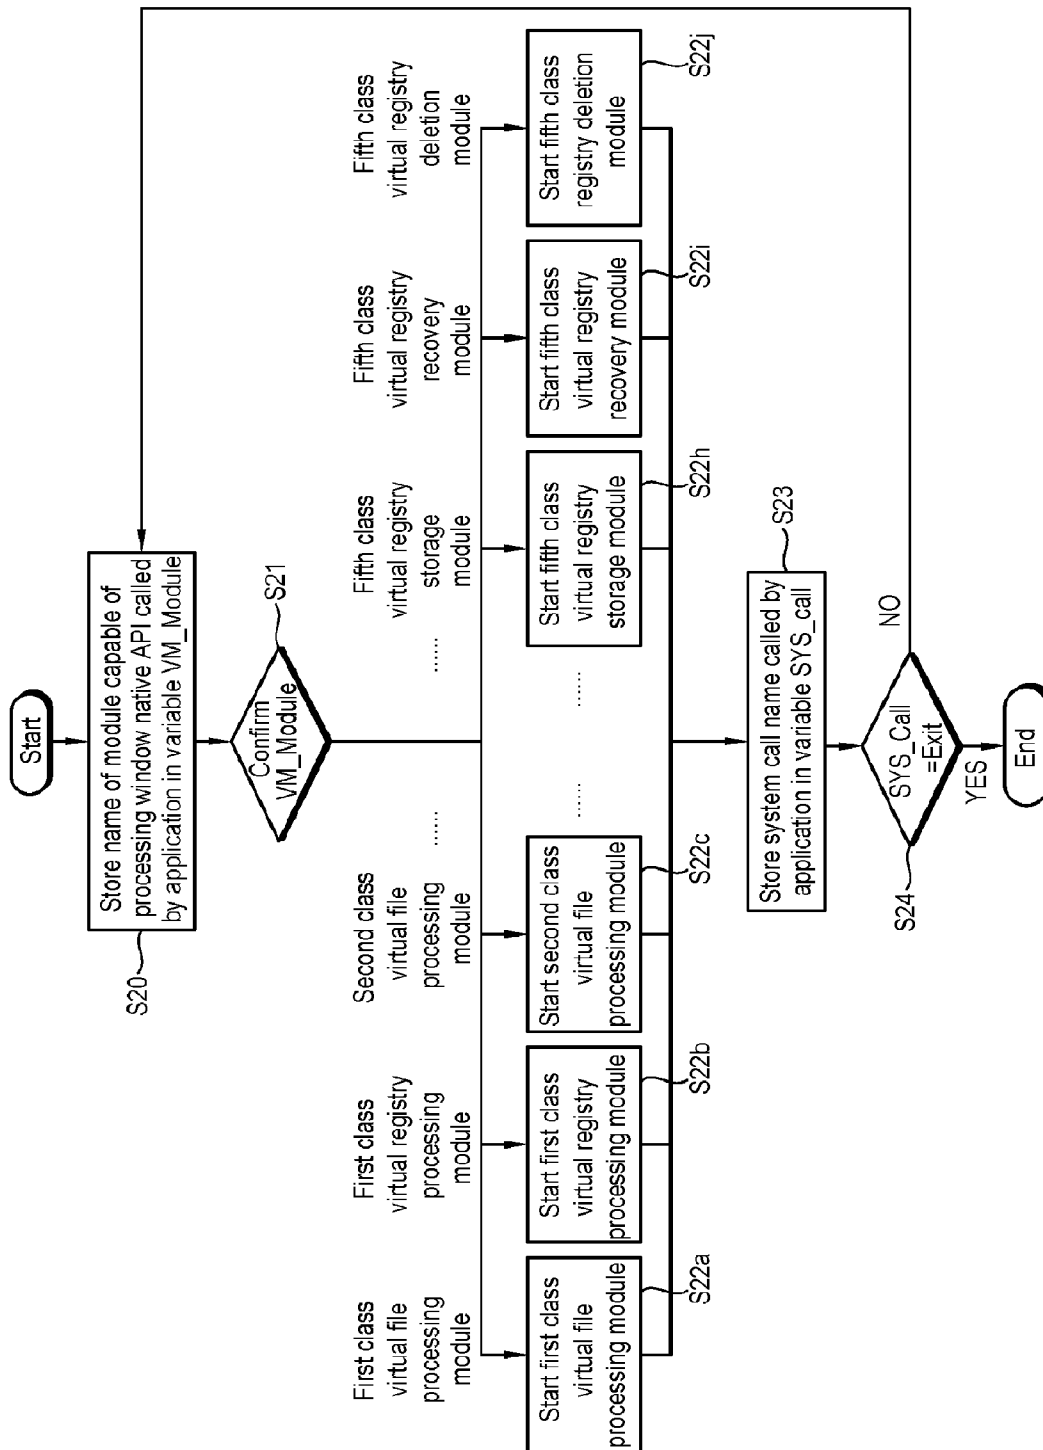 Start
Store name of module capable of
processing window native API called
by application in variable VM_Module
S20
Confirm
VM_Module
S21
First class
virtual file
processing
module
First class
virtual registry
processing
module
Second class
virtual file
processing
module
......
Fifth class
virtual registry
storage
module
Fifth class
virtual registry
recovery
module
Fifth class
virtual registry
deletion
module
Start first class
virtual file
processing module
S22a
Start first class
virtual registry
processing module
S22b
Start second class
virtual file
processing module
S22c
......
Start fifth class
virtual registry
storage module
S22h
Start fifth class
virtual registry
recovery module
S22i
Start fifth class
registry deletion
module
S22j
Store system call name called by
application in variable SYS_call
S23
SYS_Call
=Exit
S24
NO
YES
End